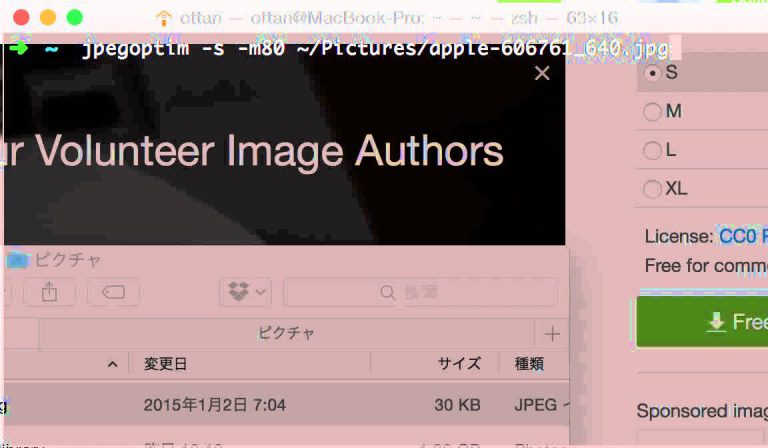 ottan — ottan@MacBook-Pro: ~ — ~ — zsh — 63×16
➜ ~ jpegoptim -s -m80 ~/Pictures/apple-606761_640.jpg
S
ur Volunteer Image Authors
M
L
XL
License: CC0 P
ピクチャ
Free for comme
検索
Free
ピクチャ
変更日 サイズ 種類
2015年1月2日 7:04 30 KB JPEG
Sponsored imag